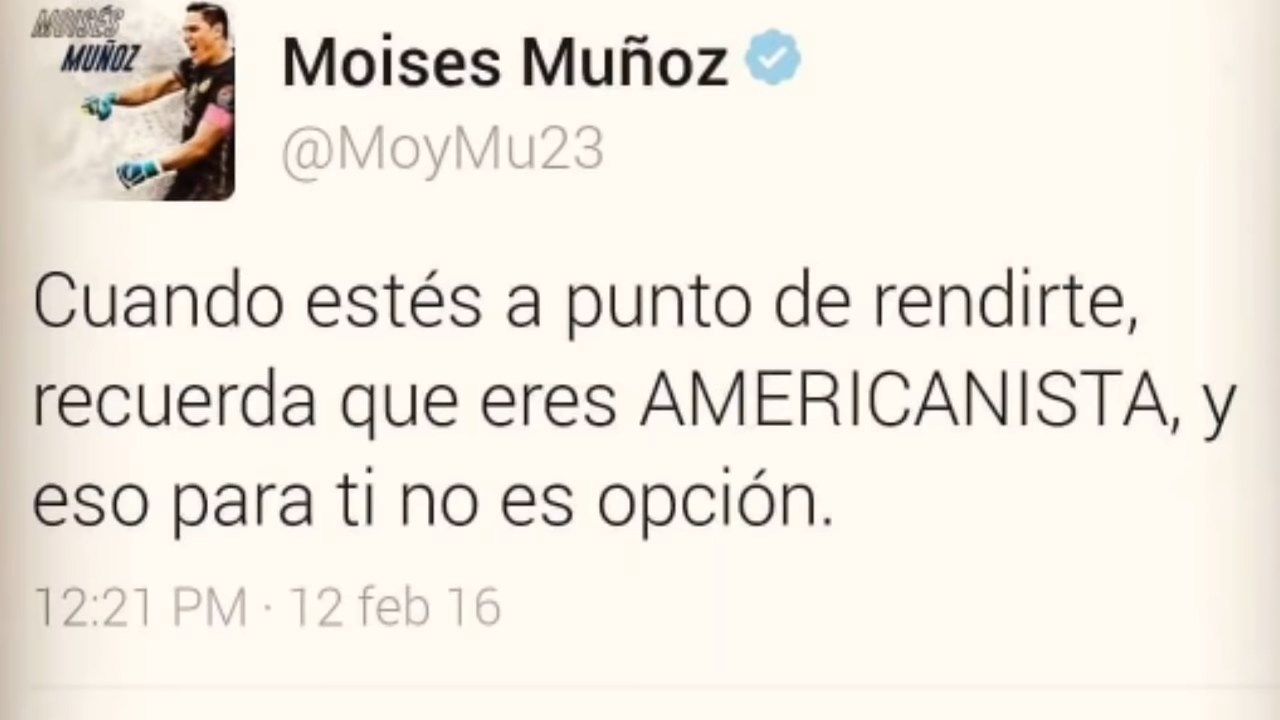 MOISÉS
MUÑOZ
Moises Muñoz
@MoyMu23
Cuando estés a punto de rendirte,
recuerda que eres AMERICANISTA, y
eso para ti no es opción.
12:21 PM · 12 feb 16